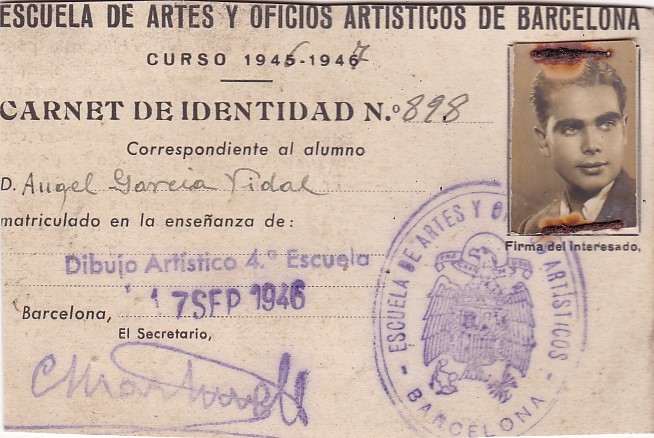 ESCUELA DE ARTES Y OFICIOS ARTISTICOS DE BARCELONA
CURSO 1946-1947
CARNET DE IDENTIDAD N.º 898
Correspondiente al alumno
D. Angel Garcia Vidal
matriculado en la enseñanza de:
Firma del interesado,
Dibujo Artístico 4.ª Escuela
Barcelona, 17 SEP 1946
El Secretario,
ESCUELA DE ARTES Y OFICIOS ARTISTICOS
- BARCELONA -